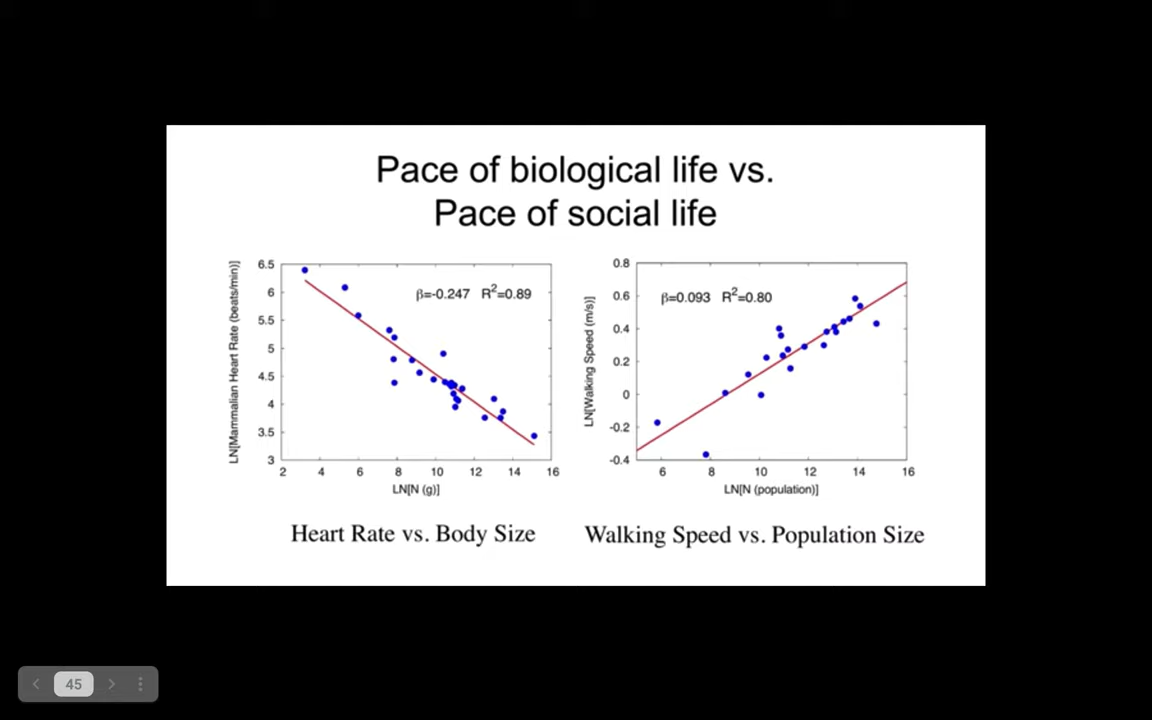 Pace of biological life vs.
Pace of social life
LN[Mammalian Heart Rate (beats/min)]
6.5
6
5.5
5
4.5
4
3.5
3
β=-0.247 R²=0.89
2 4 6 8 10 12 14 16
LN[N (g)]
Heart Rate vs. Body Size
LN[Walking Speed (m/s)]
0.8
0.6
0.4
0.2
0
-0.2
-0.4
β=0.093 R²=0.80
6 8 10 12 14 16
LN[N (population)]
Walking Speed vs. Population Size
45